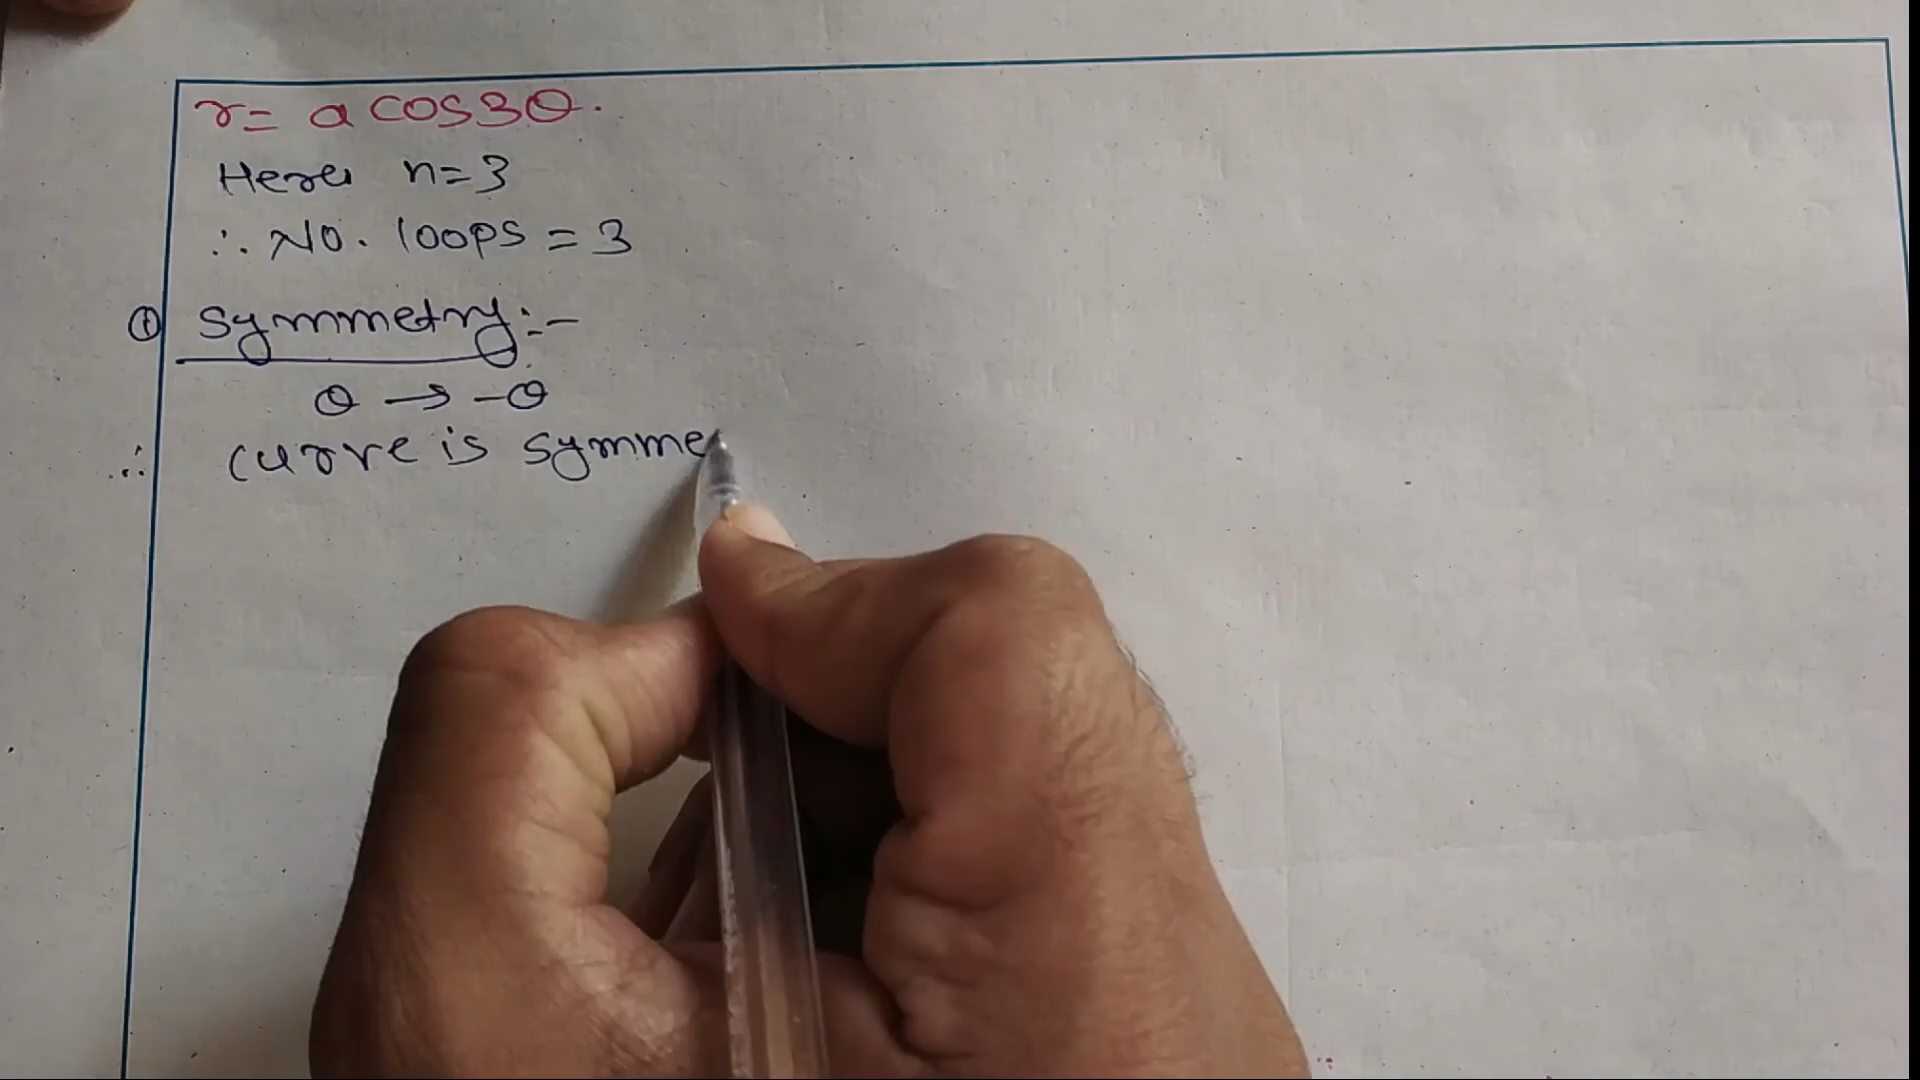 r = a cos3θ.
Here n=3
∴ No. loops = 3
① Symmetry:-
θ → -θ
∴ curve is symme